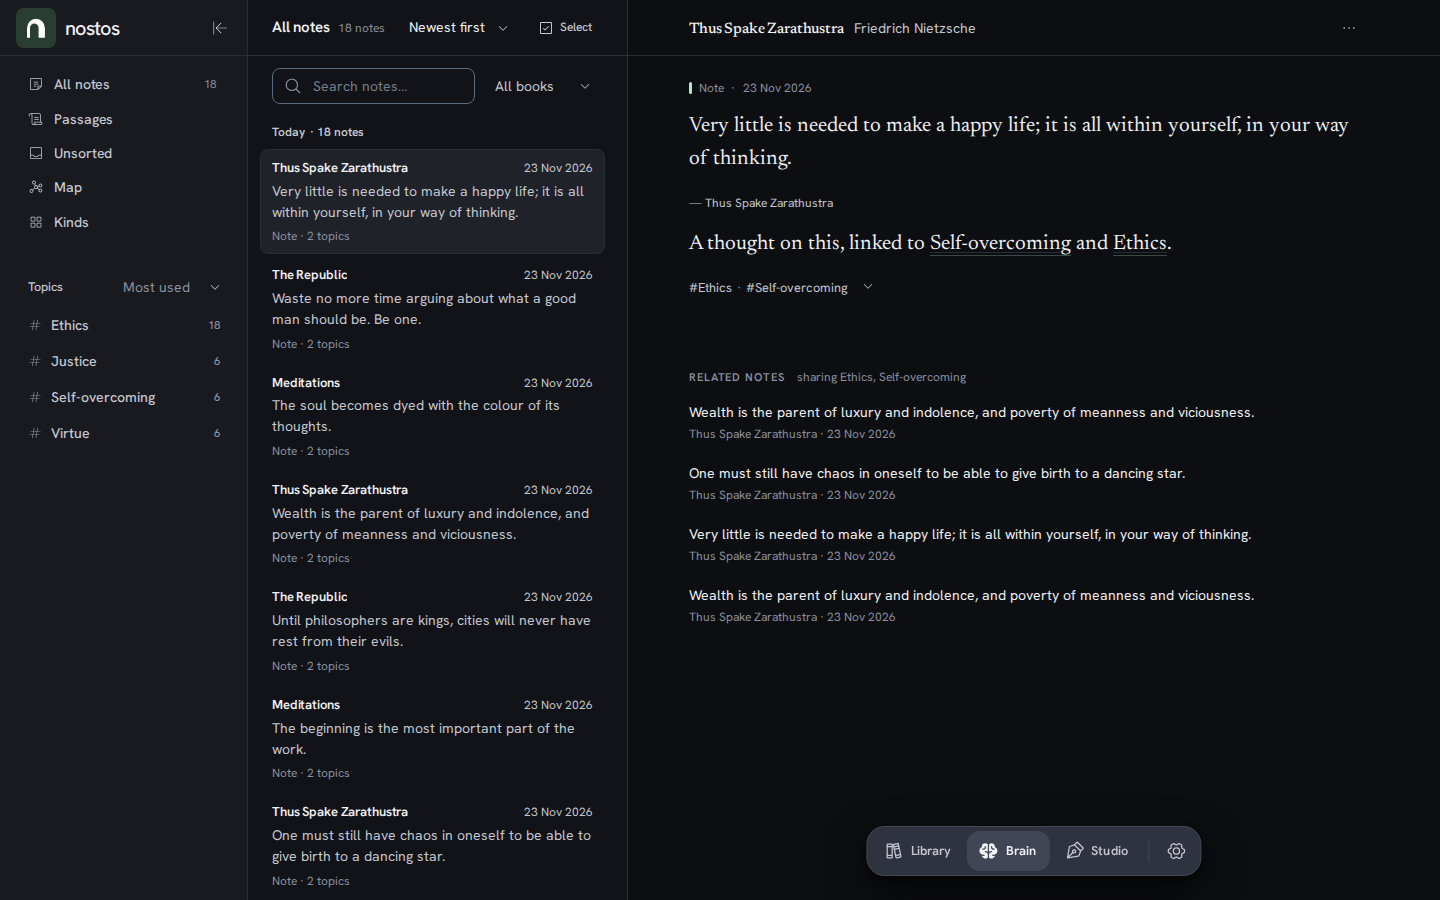 nostos
All notes 18
Passages
Unsorted
Map
Kinds
Topics Most used
# Ethics 18
# Justice 6
# Self-overcoming 6
# Virtue 6
All notes 18 notes Newest first Select
Search notes...
All books
Today · 18 notes
Thus Spake Zarathustra 23 Nov 2026
Very little is needed to make a happy life; it is all
within yourself, in your way of thinking.
Note · 2 topics
The Republic 23 Nov 2026
Waste no more time arguing about what a good
man should be. Be one.
Note · 2 topics
Meditations 23 Nov 2026
The soul becomes dyed with the colour of its
thoughts.
Note · 2 topics
Thus Spake Zarathustra 23 Nov 2026
Wealth is the parent of luxury and indolence, and
poverty of meanness and viciousness.
Note · 2 topics
The Republic 23 Nov 2026
Until philosophers are kings, cities will never have
rest from their evils.
Note · 2 topics
Meditations 23 Nov 2026
The beginning is the most important part of the
work.
Note · 2 topics
Thus Spake Zarathustra 23 Nov 2026
One must still have chaos in oneself to be able to
give birth to a dancing star.
Note · 2 topics
Thus Spake Zarathustra Friedrich Nietzsche
Note · 23 Nov 2026
Very little is needed to make a happy life; it is all within yourself, in your way
of thinking.
— Thus Spake Zarathustra
A thought on this, linked to Self-overcoming and Ethics.
#Ethics · #Self-overcoming
RELATED NOTES sharing Ethics, Self-overcoming
Wealth is the parent of luxury and indolence, and poverty of meanness and viciousness.
Thus Spake Zarathustra · 23 Nov 2026
One must still have chaos in oneself to be able to give birth to a dancing star.
Thus Spake Zarathustra · 23 Nov 2026
Very little is needed to make a happy life; it is all within yourself, in your way of thinking.
Thus Spake Zarathustra · 23 Nov 2026
Wealth is the parent of luxury and indolence, and poverty of meanness and viciousness.
Thus Spake Zarathustra · 23 Nov 2026
Library Brain Studio